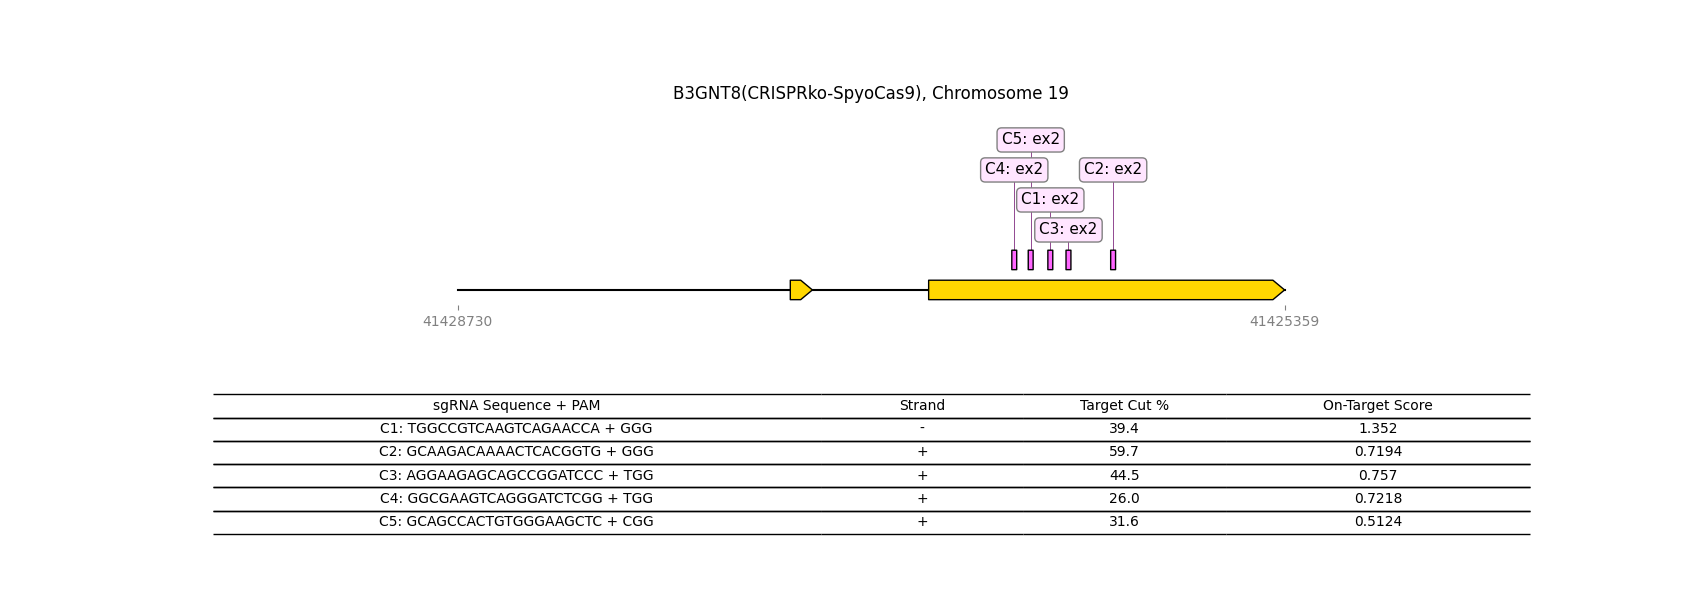 B3GNT8(CRISPRko-SpyoCas9), Chromosome 19
C5: ex2
C4: ex2
C2: ex2
C1: ex2
C3: ex2
41428730
41425359
sgRNA Sequence + PAM Strand Target Cut % On-Target Score
C1: TGGCCGTCAAGTCAGAACCA + GGG - 39.4 1.352
C2: GCAAGACAAAACTCACGGTG + GGG + 59.7 0.7194
C3: AGGAAGAGCAGCCGGATCCC + TGG + 44.5 0.757
C4: GGCGAAGTCAGGGATCTCGG + TGG + 26.0 0.7218
C5: GCAGCCACTGTGGGAAGCTC + CGG + 31.6 0.5124